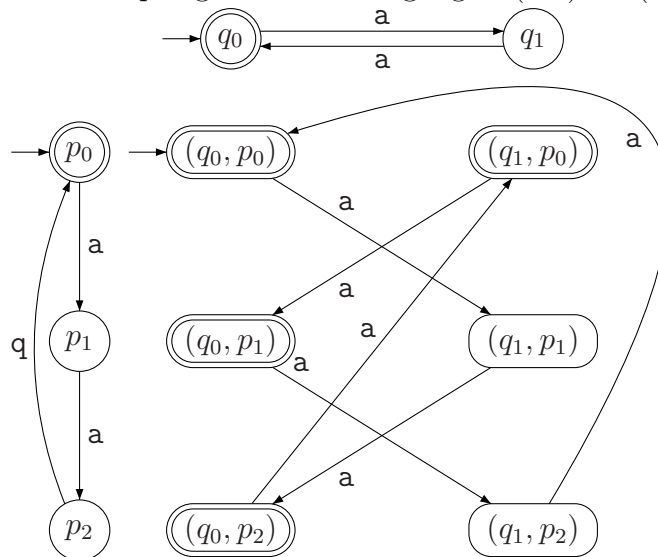 a
q₀ q₁
a
p₀ (q₀, p₀) (q₁, p₀) a
a
a
a
a
p₁ (q₀, p₁) (q₁, p₁)
q a
a
a
p₂ (q₀, p₂) (q₁, p₂)